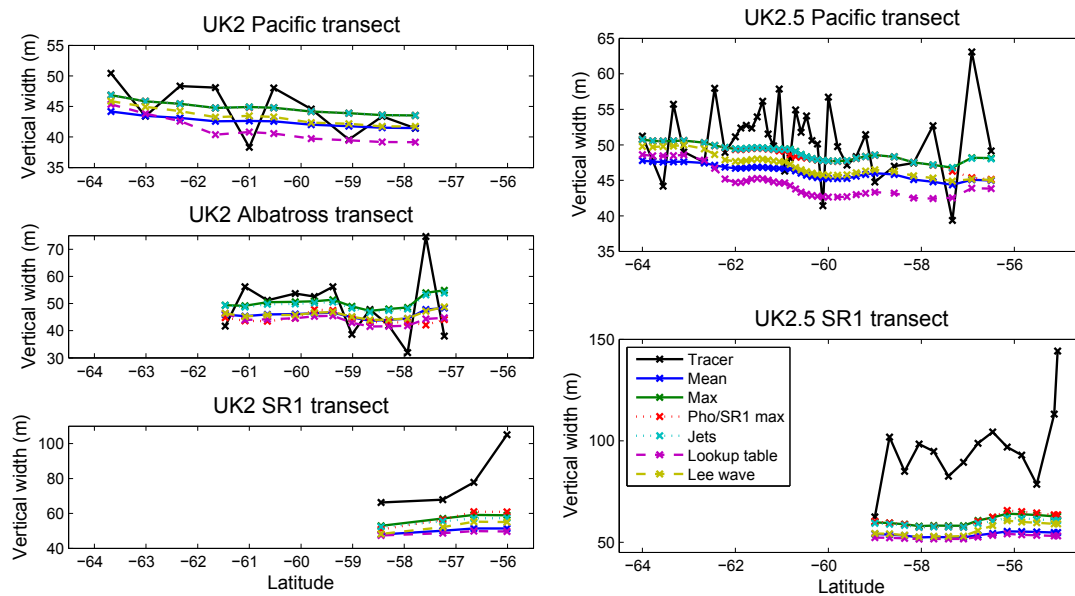 UK2 Pacific transect
Vertical width (m)
55
50
45
40
35
−64 −63 −62 −61 −60 −59 −58 −57 −56
UK2 Albatross transect
Vertical width (m)
70
60
50
40
30
−64 −63 −62 −61 −60 −59 −58 −57 −56
UK2 SR1 transect
Vertical width (m)
100
80
60
40
−64 −63 −62 −61 −60 −59 −58 −57 −56
Latitude
UK2.5 Pacific transect
Vertical width (m)
65
60
55
50
45
40
35
−64 −62 −60 −58 −56
UK2.5 SR1 transect
Vertical width (m)
150
100
50
Tracer
Mean
Max
Pho/SR1 max
Jets
Lookup table
Lee wave
−64 −62 −60 −58 −56
Latitude